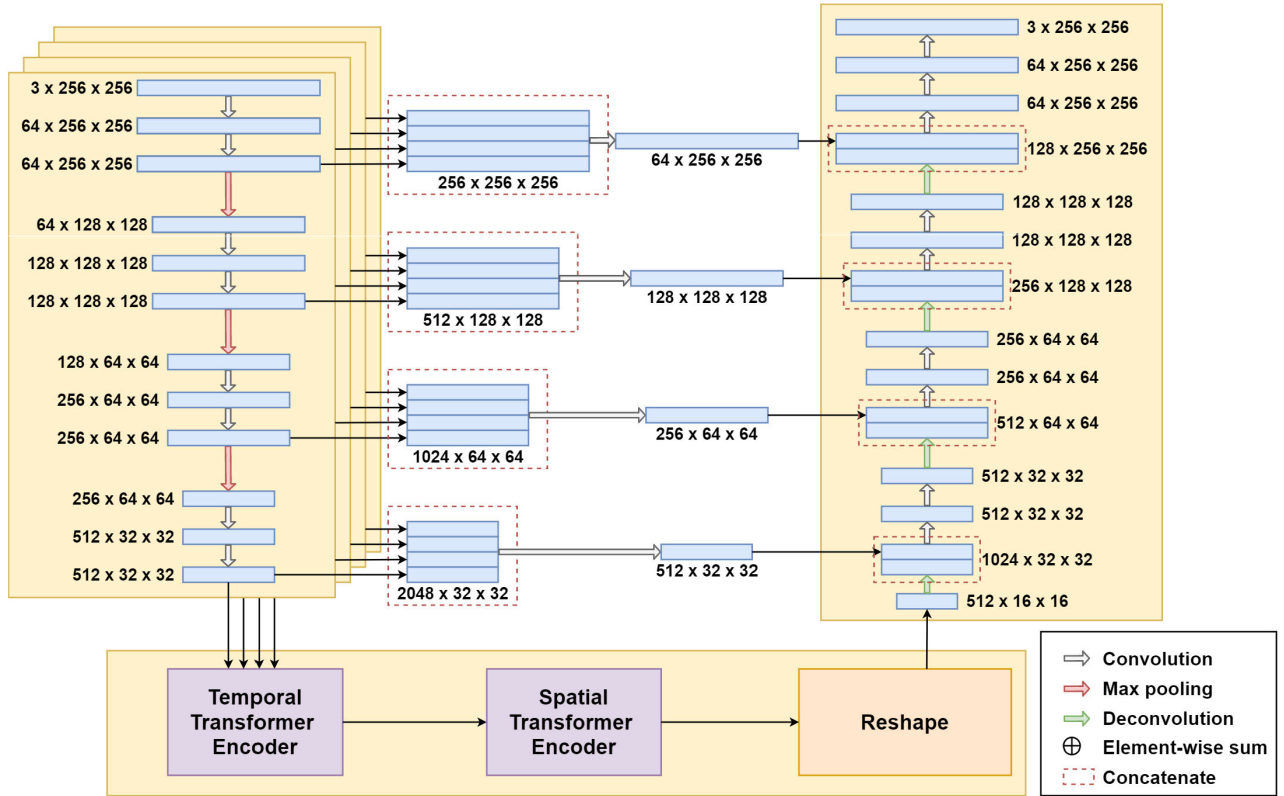 3 x 256 x 256
64 x 256 x 256
64 x 256 x 256
64 x 128 x 128
128 x 128 x 128
128 x 128 x 128
128 x 64 x 64
256 x 64 x 64
256 x 64 x 64
256 x 64 x 64
512 x 32 x 32
512 x 32 x 32
256 x 256 x 256
512 x 128 x 128
1024 x 64 x 64
2048 x 32 x 32
64 x 256 x 256
128 x 128 x 128
256 x 64 x 64
512 x 32 x 32
3 x 256 x 256
64 x 256 x 256
64 x 256 x 256
128 x 256 x 256
128 x 128 x 128
128 x 128 x 128
256 x 128 x 128
256 x 64 x 64
256 x 64 x 64
512 x 64 x 64
512 x 32 x 32
512 x 32 x 32
1024 x 32 x 32
512 x 16 x 16
Temporal
Transformer
Encoder
Spatial
Transformer
Encoder
Reshape
Convolution
Max pooling
Deconvolution
Element-wise sum
Concatenate